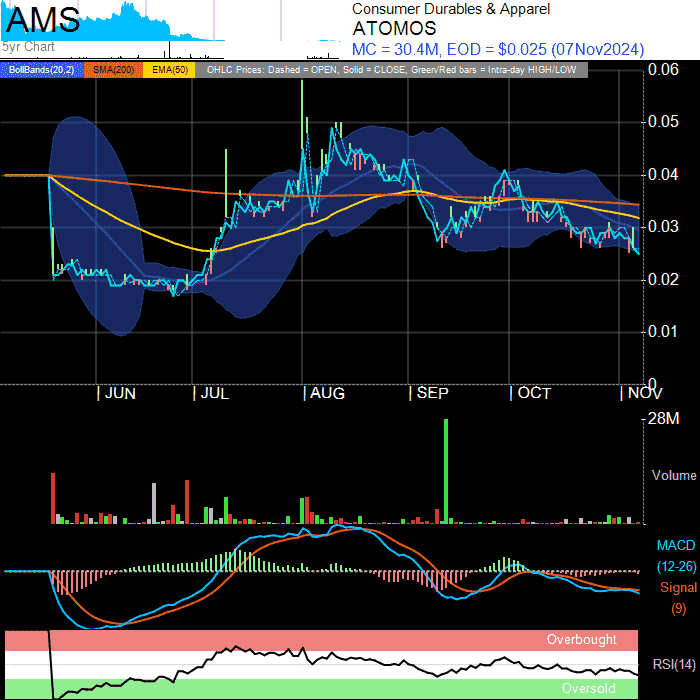 AMS
5yr Chart
Consumer Durables & Apparel
ATOMOS
MC = 30.4M, EOD = $0.025 (07Nov2024)
BollBands(20,2) SMA(200) EMA(50) OHLC Prices: Dashed = OPEN, Solid = CLOSE, Green/Red bars = Intra-day HIGH/LOW
0.06
0.05
0.04
0.03
0.02
0.01
0
JUN JUL AUG SEP OCT NOV
28M
Volume
MACD
(12-26)
Signal
(9)
Overbought
RSI(14)
Oversold